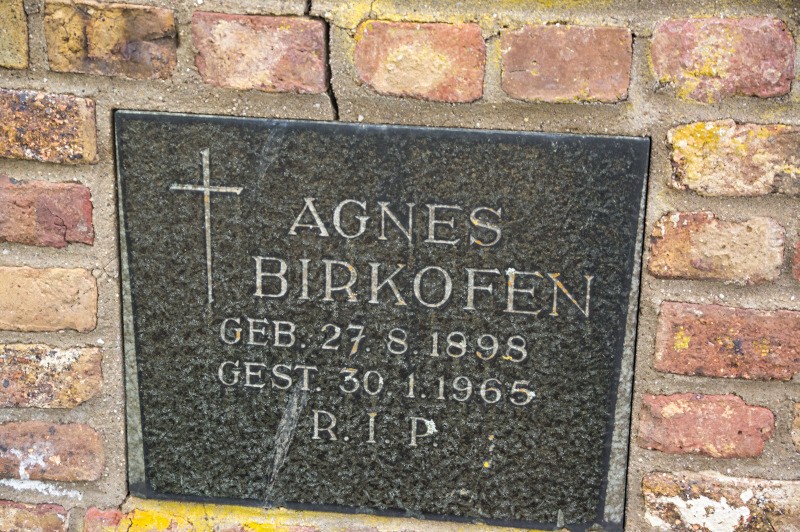 AGNES
BIRKOFEN
GEB. 27. 8. 1898
GEST. 30. 1. 1965
R. I. P.